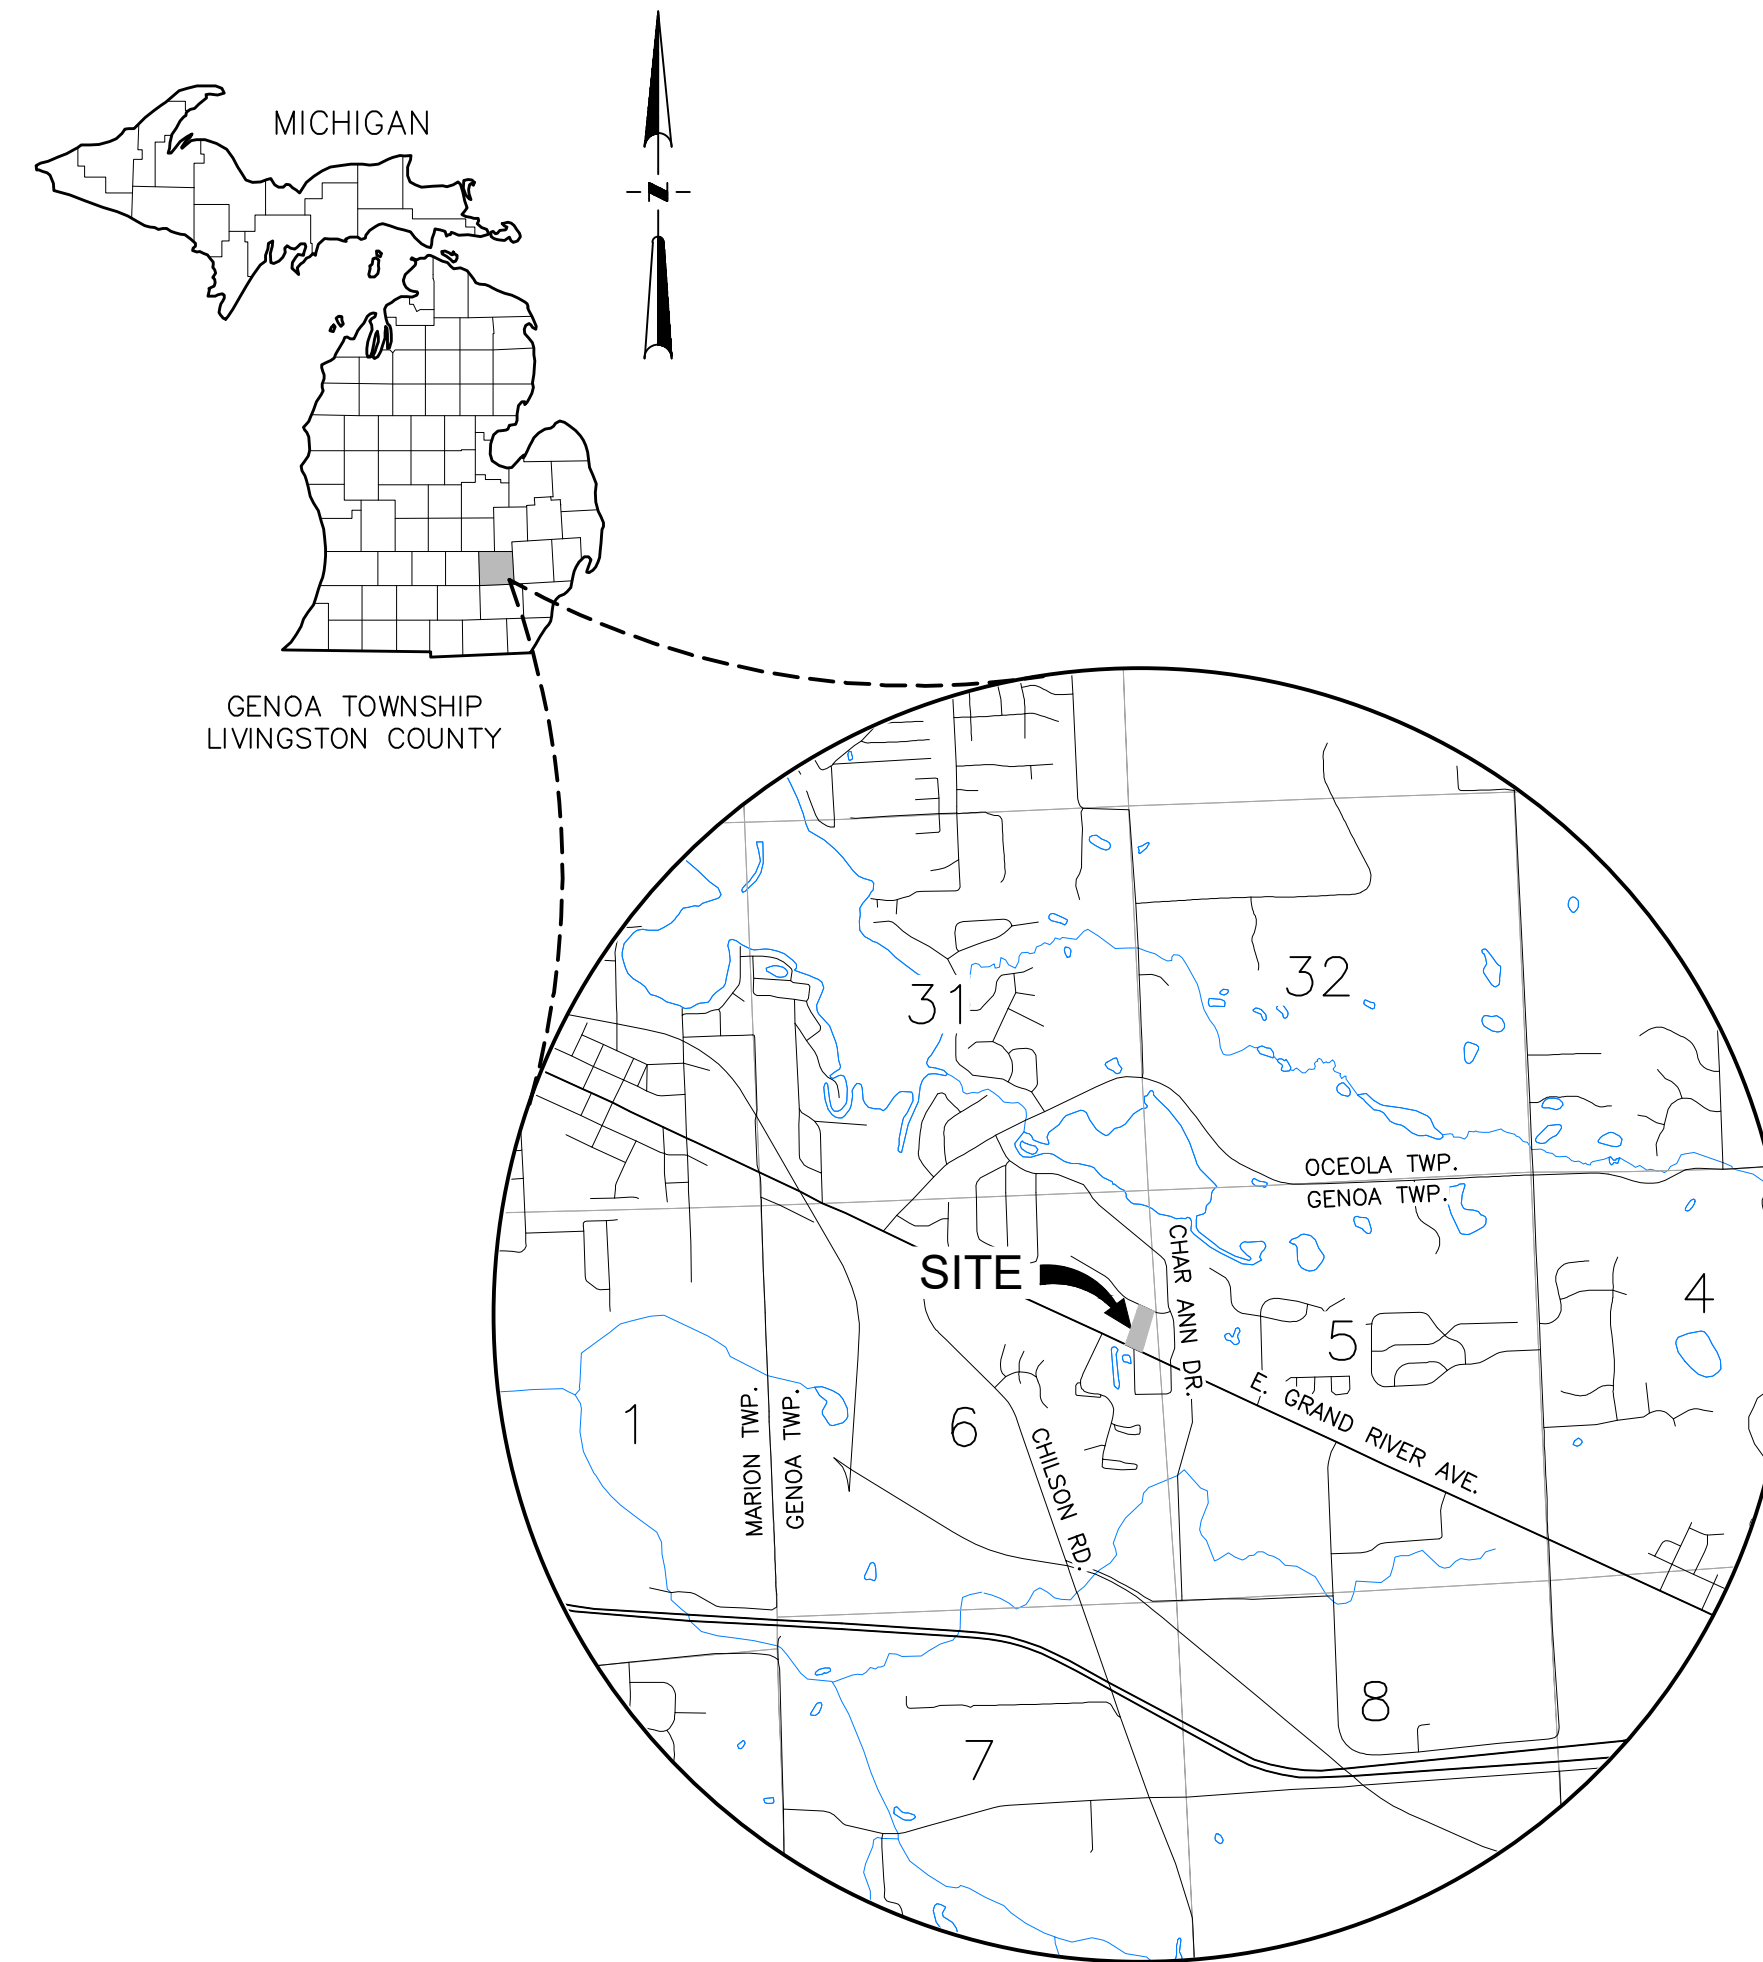 MICHIGAN
N
GENOA TOWNSHIP
LIVINGSTON COUNTY
31
32
OCEOLA TWP.
GENOA TWP.
SITE
CHAR ANN DR.
4
5
E. GRAND RIVER AVE.
1
MARION TWP.
GENOA TWP.
6
CHILSON RD.
8
7